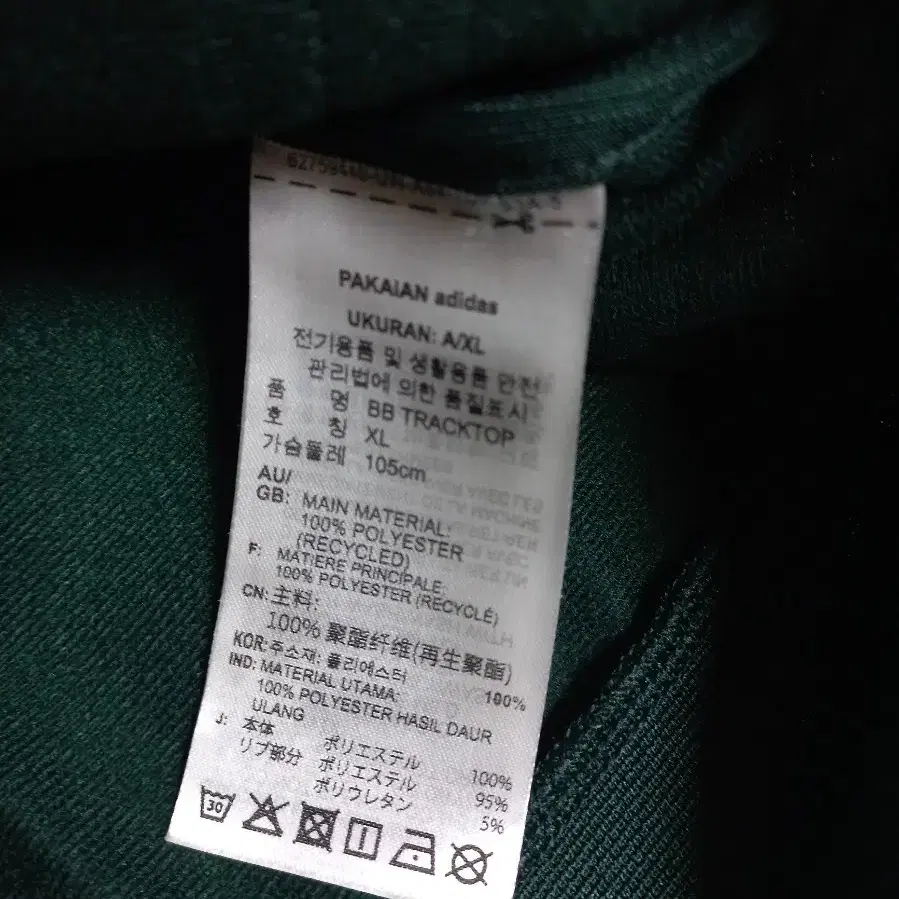 PAKAIAN adidas
UKURAN: A/XL
전기용품 및 생활용품 안전
관리법에 의한 품질표시
품 명 BB TRACKTOP
호 칭 XL
가슴둘레 105cm
AU/
GB: MAIN MATERIAL:
100% POLYESTER
(RECYCLED)
F: MATIERE PRINCIPALE:
100% POLYESTER (RECYCLÉ)
CN: 主料:
100% 聚酯纤维(再生聚酯)
KOR: 주소재: 폴리에스터 100%
IND: MATERIAL UTAMA:
100% POLYESTER HASIL DAUR
ULANG
J: 本体 ポリエステル 100%
リブ部分 ポリエステル 95%
ポリウレタン 5%
30